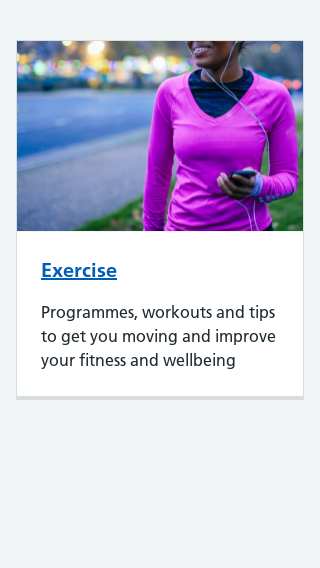 Exercise
Programmes, workouts and tips
to get you moving and improve
your fitness and wellbeing